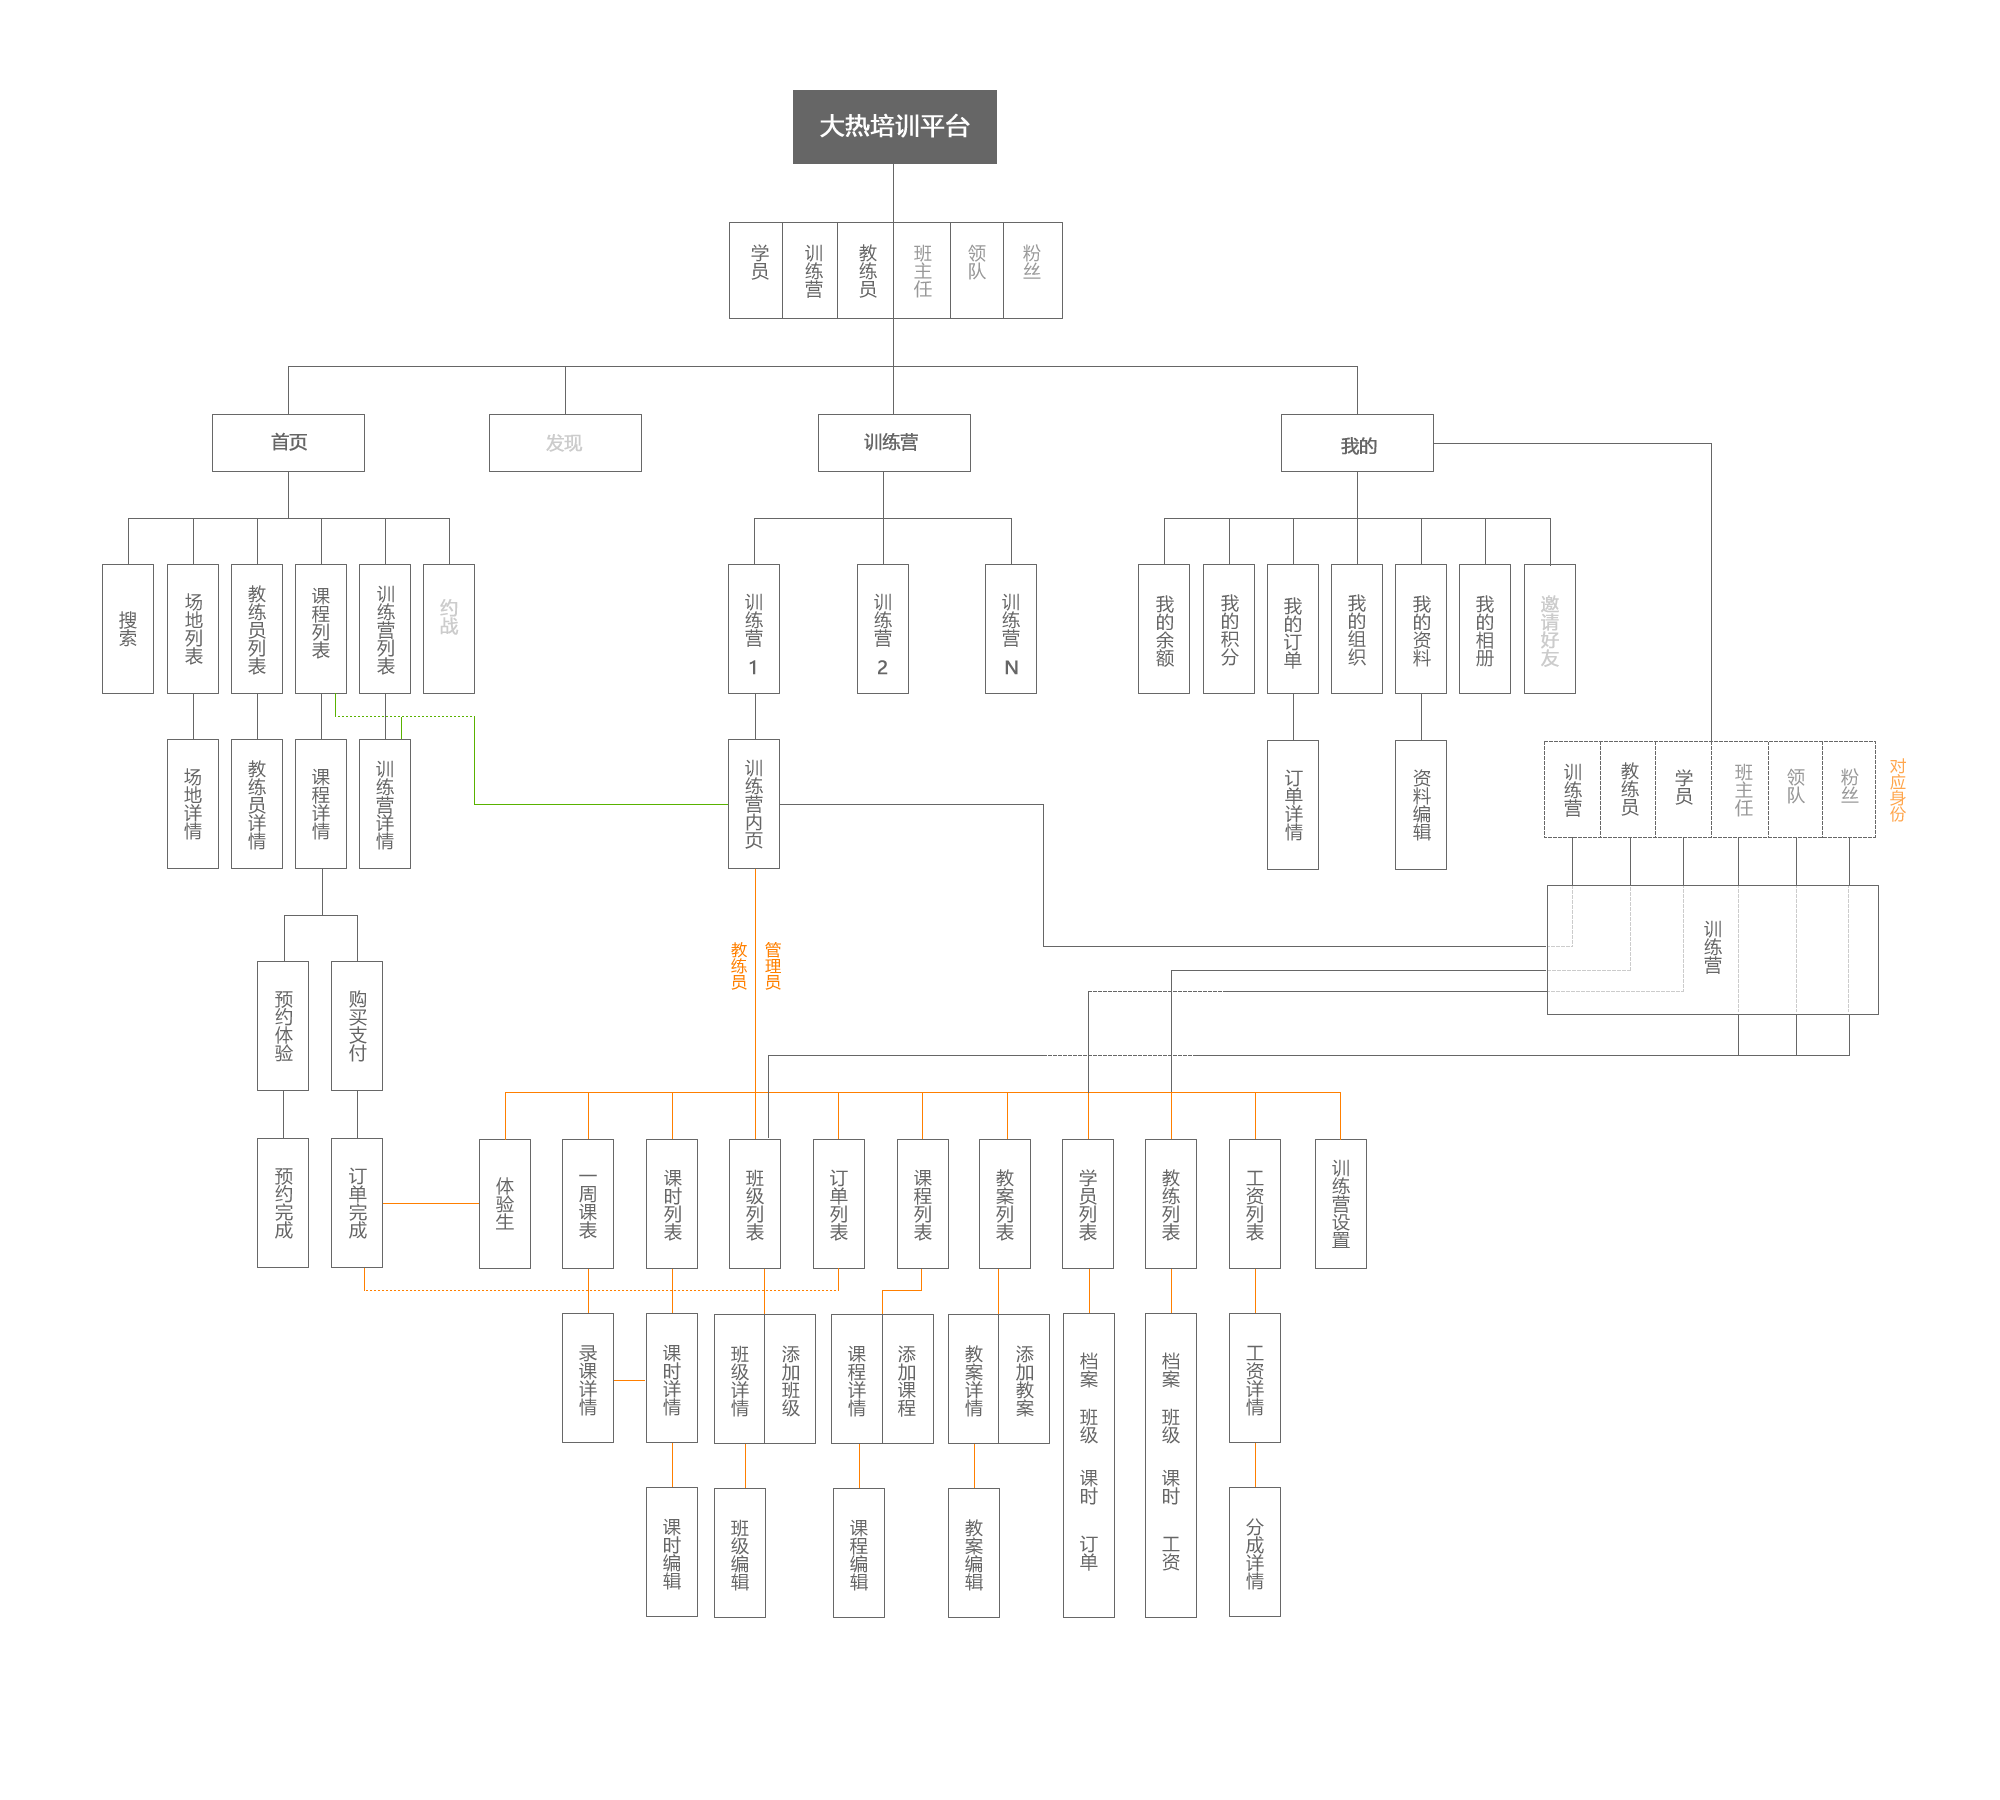 大热培训平台
学员
训练营
教练员
班主任
领队
粉丝
首页
发现
训练营
我的
搜索
场地列表
教练员列表
课程列表
训练营列表
约战
训练营
1
训练营
2
训练营
N
我的余额
我的积分
我的订单
我的组织
我的资料
我的相册
邀请好友
场地详情
教练员详情
课程详情
训练营详情
训练营内页
订单详情
资料编辑
训练营
教练员
学员
班主任
领队
粉丝
对应身份
训练营
教练员
管理员
预约体验
购买支付
预约完成
订单完成
体验生
一周课表
课时列表
班级列表
订单列表
课程列表
教案列表
学员列表
教练列表
工资列表
训练营设置
录课详情
课时详情
班级详情
添加班级
课程详情
添加课程
教案详情
添加教案
档案
班级
课时
订单
档案
班级
课时
工资
工资详情
课时编辑
班级编辑
课程编辑
教案编辑
分成详情